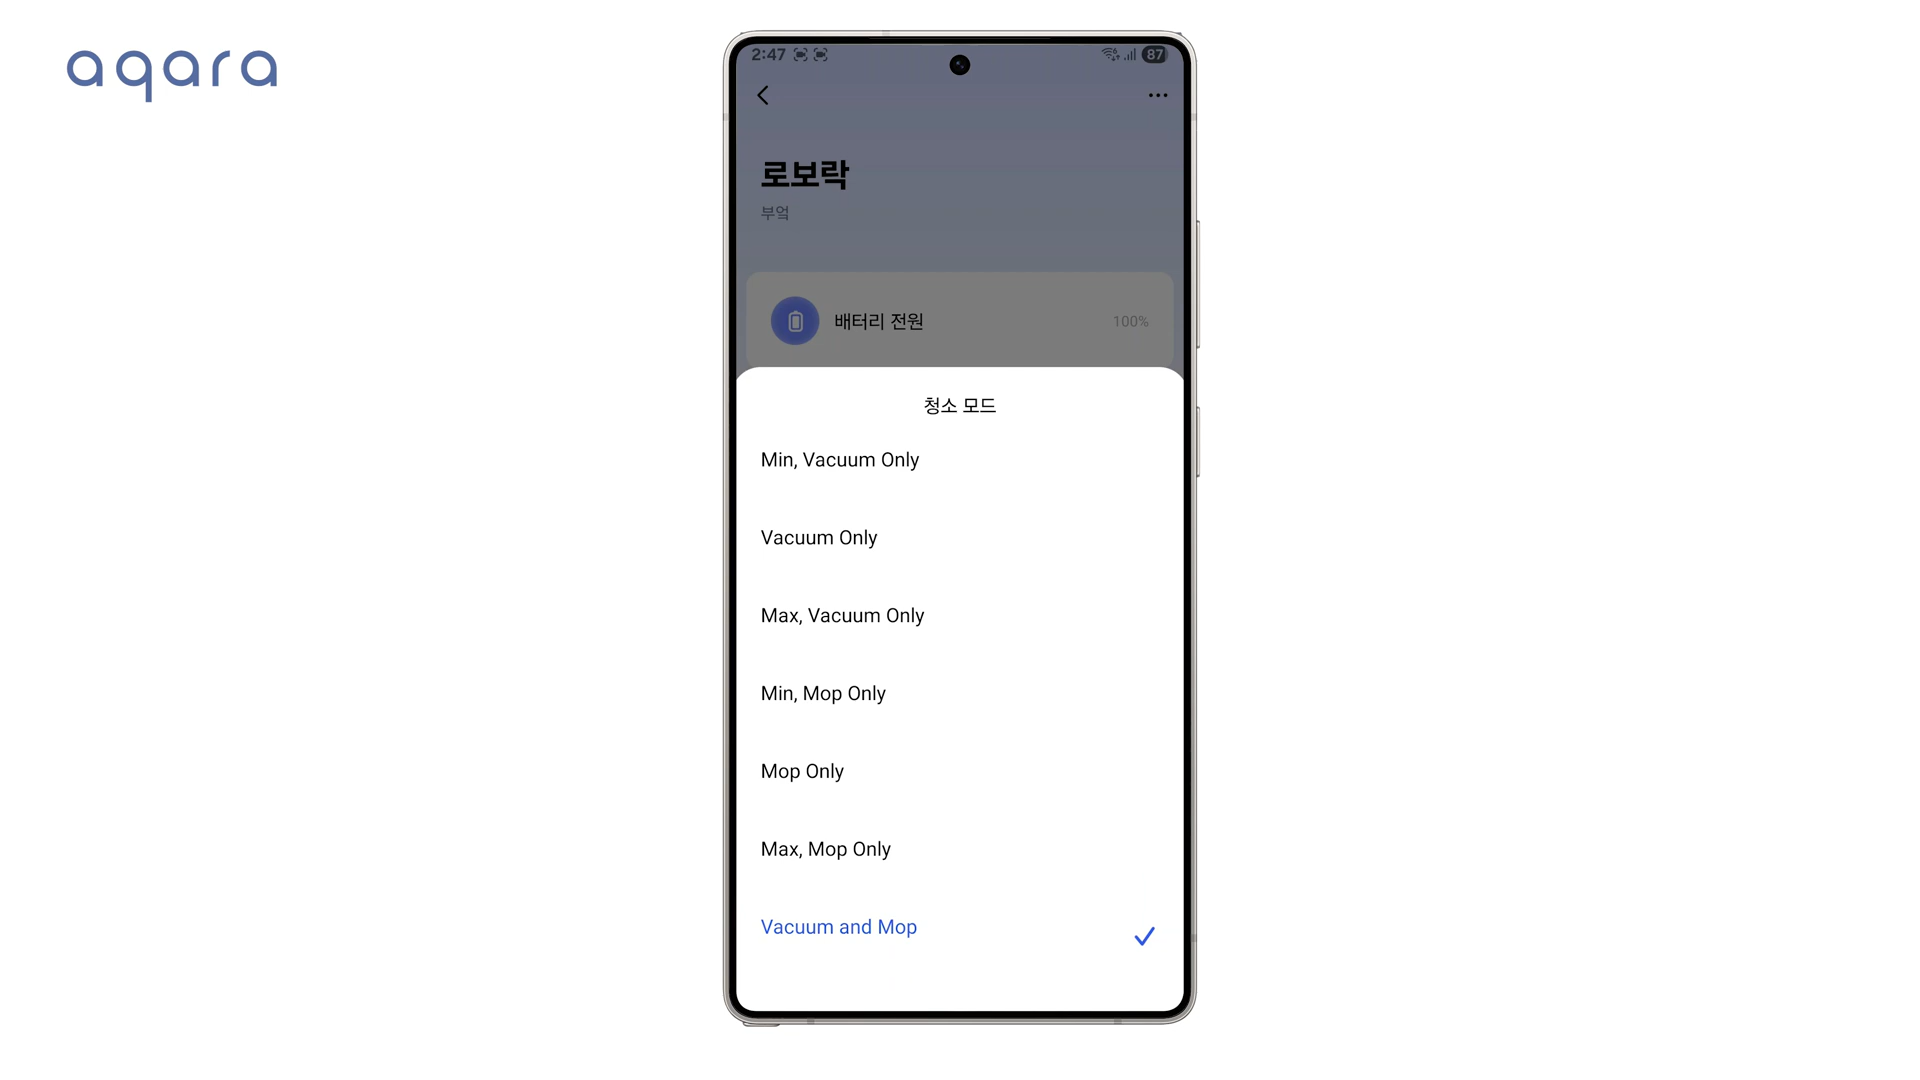 aqara
2:47
87
로보락
부엌
배터리 전원
100%
청소 모드
Min, Vacuum Only
Vacuum Only
Max, Vacuum Only
Min, Mop Only
Mop Only
Max, Mop Only
Vacuum and Mop